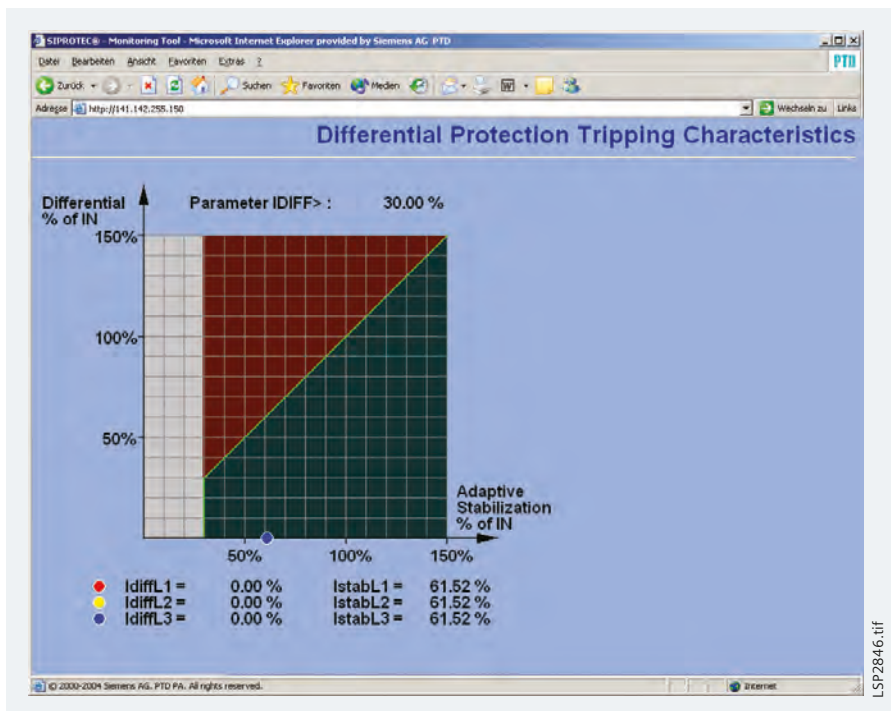 SIPROTEC® - Monitoring Tool - Microsoft Internet Explorer provided by Siemens AG PTD
Datei Bearbeiten Ansicht Favoriten Extras ?
PTD
Zurück Suchen Favoriten Medien
Adresse http://141.142.255.150 Wechseln zu Links
Differential Protection Tripping Characteristics
Differential
% of IN
Parameter IDIFF> : 30.00 %
150%
100%
50%
Adaptive
Stabilization
% of IN
50% 100% 150%
IdiffL1 = 0.00 % IstabL1 = 61.52 %
IdiffL2 = 0.00 % IstabL2 = 61.52 %
IdiffL3 = 0.00 % IstabL3 = 61.52 %
© 2000-2004 Siemens AG. PTD PA. All rights reserved. Internet
LSP2846.tif